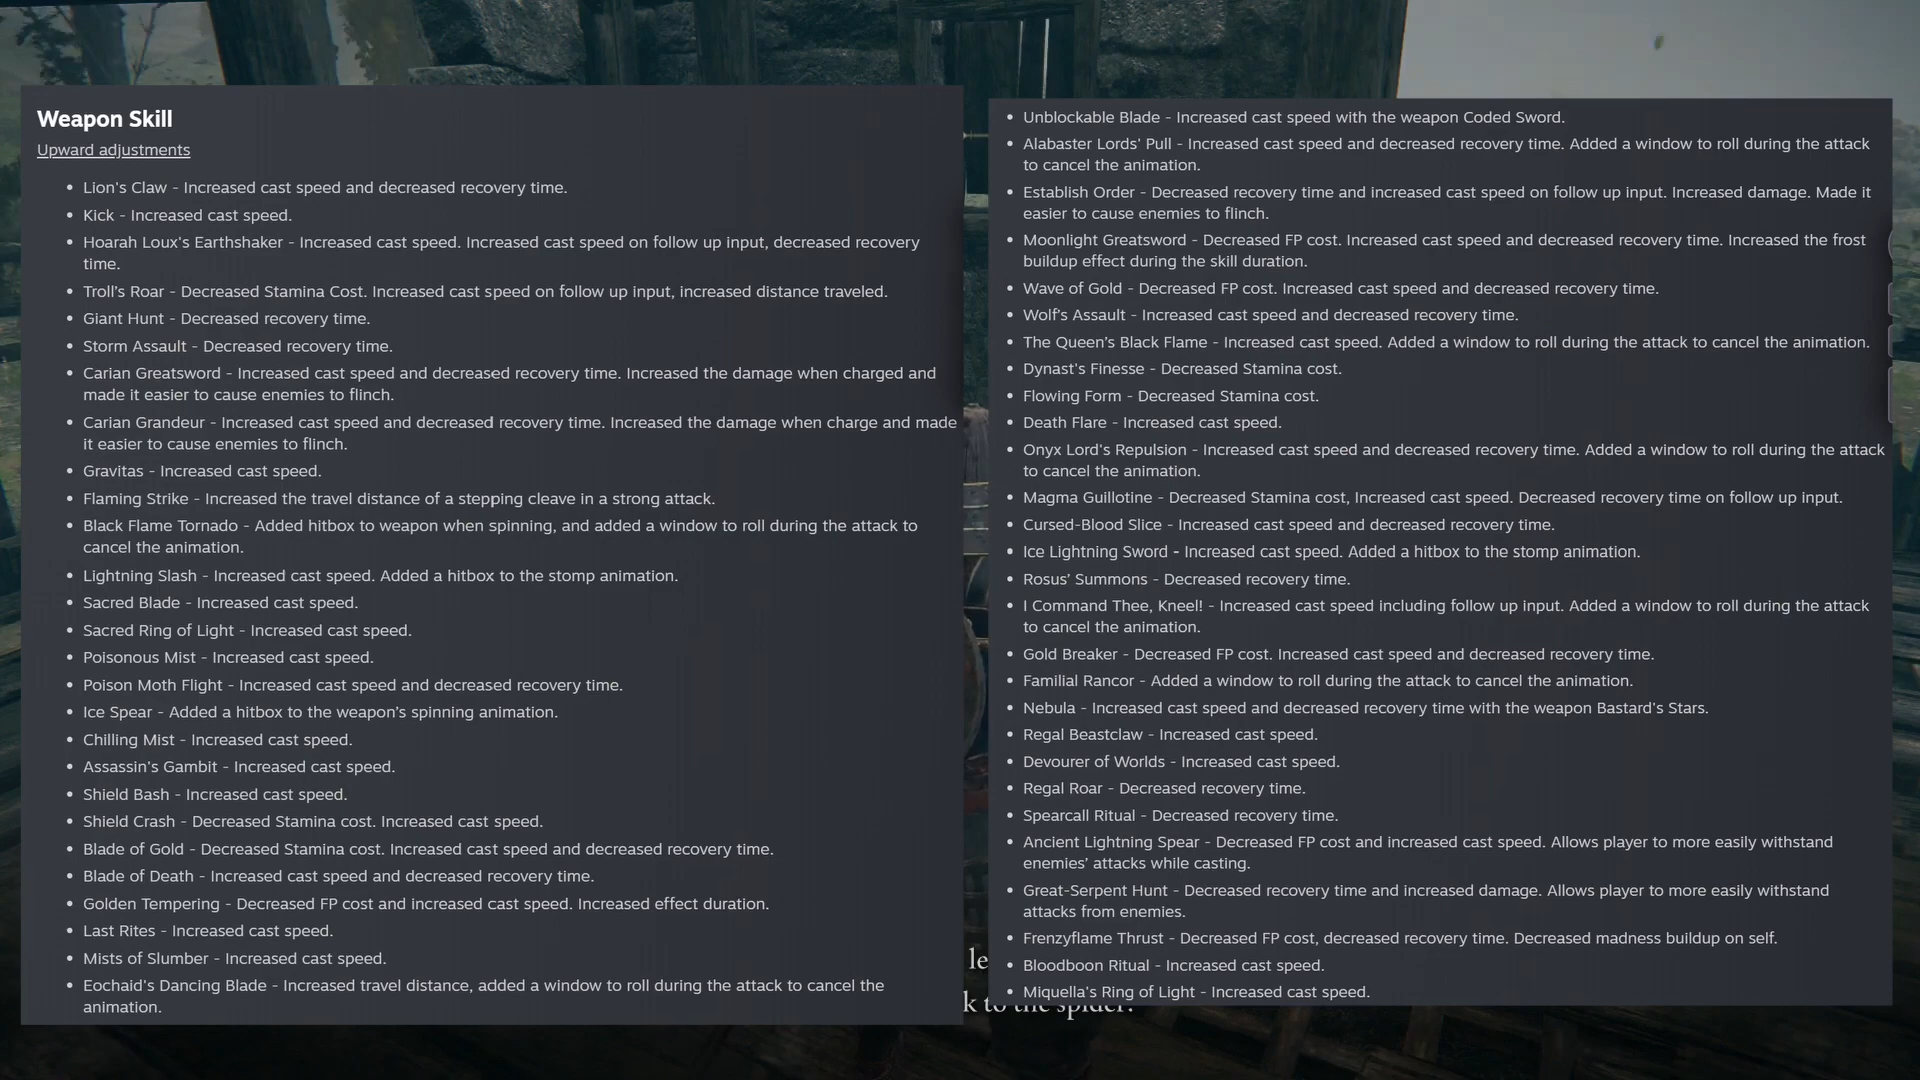 Weapon Skill
Upward adjustments
• Lion's Claw - Increased cast speed and decreased recovery time.
• Kick - Increased cast speed.
• Hoarah Loux's Earthshaker - Increased cast speed. Increased cast speed on follow up input, decreased recovery
time.
• Troll's Roar - Decreased Stamina Cost. Increased cast speed on follow up input, increased distance traveled.
• Giant Hunt - Decreased recovery time.
• Storm Assault - Decreased recovery time.
• Carian Greatsword - Increased cast speed and decreased recovery time. Increased the damage when charged and
made it easier to cause enemies to flinch.
• Carian Grandeur - Increased cast speed and decreased recovery time. Increased the damage when charge and made
it easier to cause enemies to flinch.
• Gravitas - Increased cast speed.
• Flaming Strike - Increased the travel distance of a stepping cleave in a strong attack.
• Black Flame Tornado - Added hitbox to weapon when spinning, and added a window to roll during the attack to
cancel the animation.
• Lightning Slash - Increased cast speed. Added a hitbox to the stomp animation.
• Sacred Blade - Increased cast speed.
• Sacred Ring of Light - Increased cast speed.
• Poisonous Mist - Increased cast speed.
• Poison Moth Flight - Increased cast speed and decreased recovery time.
• Ice Spear - Added a hitbox to the weapon's spinning animation.
• Chilling Mist - Increased cast speed.
• Assassin's Gambit - Increased cast speed.
• Shield Bash - Increased cast speed.
• Shield Crash - Decreased Stamina cost. Increased cast speed.
• Blade of Gold - Decreased Stamina cost. Increased cast speed and decreased recovery time.
• Blade of Death - Increased cast speed and decreased recovery time.
• Golden Tempering - Decreased FP cost and increased cast speed. Increased effect duration.
• Last Rites - Increased cast speed.
• Mists of Slumber - Increased cast speed.
• Eochaid's Dancing Blade - Increased travel distance, added a window to roll during the attack to cancel the
animation.
• Unblockable Blade - Increased cast speed with the weapon Coded Sword.
• Alabaster Lords' Pull - Increased cast speed and decreased recovery time. Added a window to roll during the attack
to cancel the animation.
• Establish Order - Decreased recovery time and increased cast speed on follow up input. Increased damage. Made it
easier to cause enemies to flinch.
• Moonlight Greatsword - Decreased FP cost. Increased cast speed and decreased recovery time. Increased the frost
buildup effect during the skill duration.
• Wave of Gold - Decreased FP cost. Increased cast speed and decreased recovery time.
• Wolf's Assault - Increased cast speed and decreased recovery time.
• The Queen's Black Flame - Increased cast speed. Added a window to roll during the attack to cancel the animation.
• Dynast's Finesse - Decreased Stamina cost.
• Flowing Form - Decreased Stamina cost.
• Death Flare - Increased cast speed.
• Onyx Lord's Repulsion - Increased cast speed and decreased recovery time. Added a window to roll during the attack
to cancel the animation.
• Magma Guillotine - Decreased Stamina cost, Increased cast speed. Decreased recovery time on follow up input.
• Cursed-Blood Slice - Increased cast speed and decreased recovery time.
• Ice Lightning Sword - Increased cast speed. Added a hitbox to the stomp animation.
• Rosus' Summons - Decreased recovery time.
• I Command Thee, Kneel! - Increased cast speed including follow up input. Added a window to roll during the attack
to cancel the animation.
• Gold Breaker - Decreased FP cost. Increased cast speed and decreased recovery time.
• Familial Rancor - Added a window to roll during the attack to cancel the animation.
• Nebula - Increased cast speed and decreased recovery time with the weapon Bastard's Stars.
• Regal Beastclaw - Increased cast speed.
• Devourer of Worlds - Increased cast speed.
• Regal Roar - Decreased recovery time.
• Spearcall Ritual - Decreased recovery time.
• Ancient Lightning Spear - Decreased FP cost and increased cast speed. Allows player to more easily withstand
enemies' attacks while casting.
• Great-Serpent Hunt - Decreased recovery time and increased damage. Allows player to more easily withstand
attacks from enemies.
• Frenzyflame Thrust - Decreased FP cost, decreased recovery time. Decreased madness buildup on self.
• Bloodboon Ritual - Increased cast speed.
• Miquella's Ring of Light - Increased cast speed.
le
k to the spider.